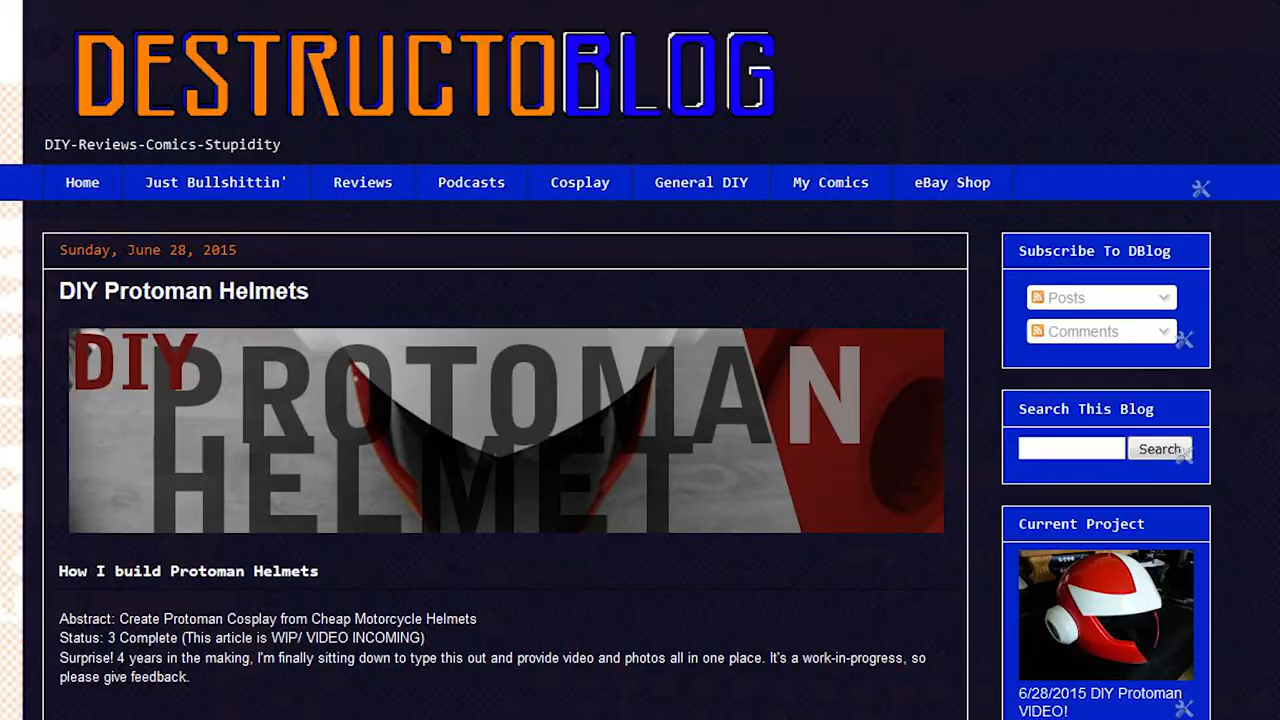 DESTRUCTOBLOG
DIY-Reviews-Comics-Stupidity
Home Just Bullshittin' Reviews Podcasts Cosplay General DIY My Comics eBay Shop
Sunday, June 28, 2015
DIY Protoman Helmets
DIY
PROTOMAN
HELMET
How I build Protoman Helmets
Abstract: Create Protoman Cosplay from Cheap Motorcycle Helmets
Status: 3 Complete (This article is WIP/ VIDEO INCOMING)
Surprise! 4 years in the making, I'm finally sitting down to type this out and provide video and photos all in one place. It's a work-in-progress, so
please give feedback.
Subscribe To DBlog
Posts
Comments
Search This Blog
Search
Current Project
6/28/2015 DIY Protoman
VIDEO!